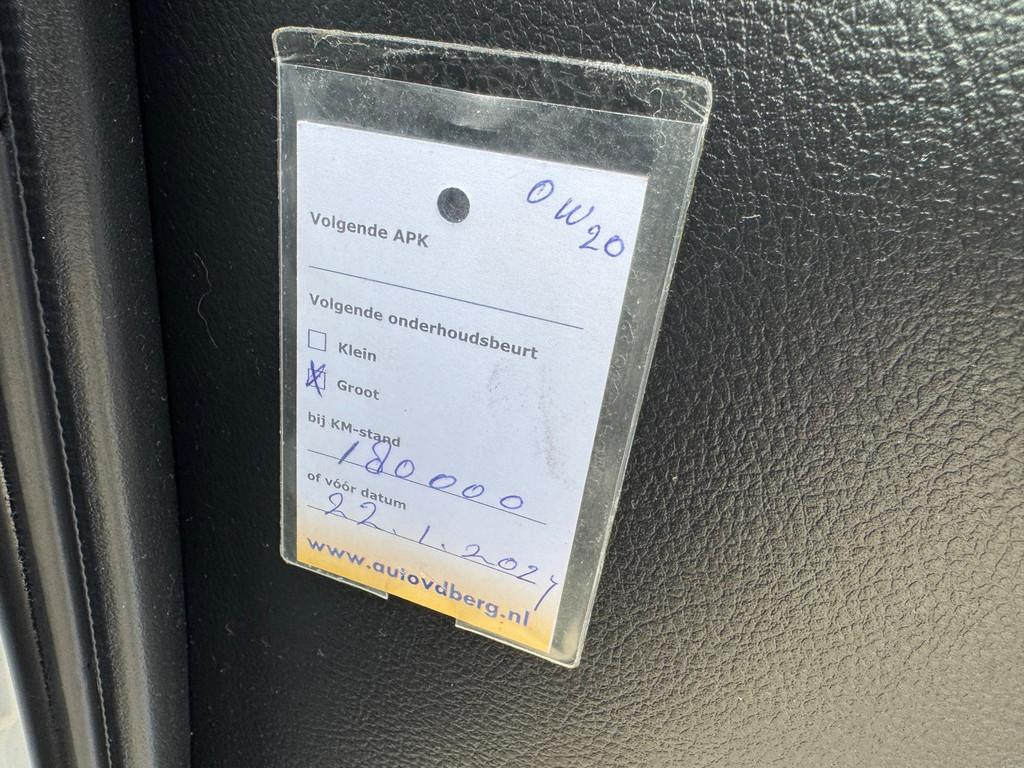 0W20
Volgende APK
Volgende onderhoudsbeurt
Klein
Groot
bij KM-stand
180000
of vóór datum
22.1.2024
www.autovdberg.nl